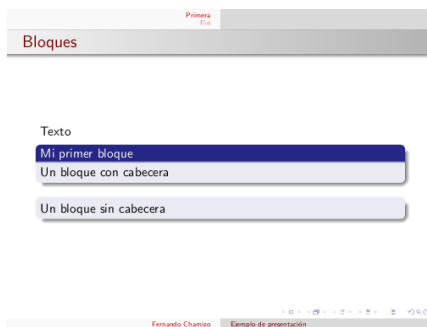 Primera
Fin
Bloques
Texto
Mi primer bloque
Un bloque con cabecera
Un bloque sin cabecera
Fernando Chamizo Ejemplo de presentación